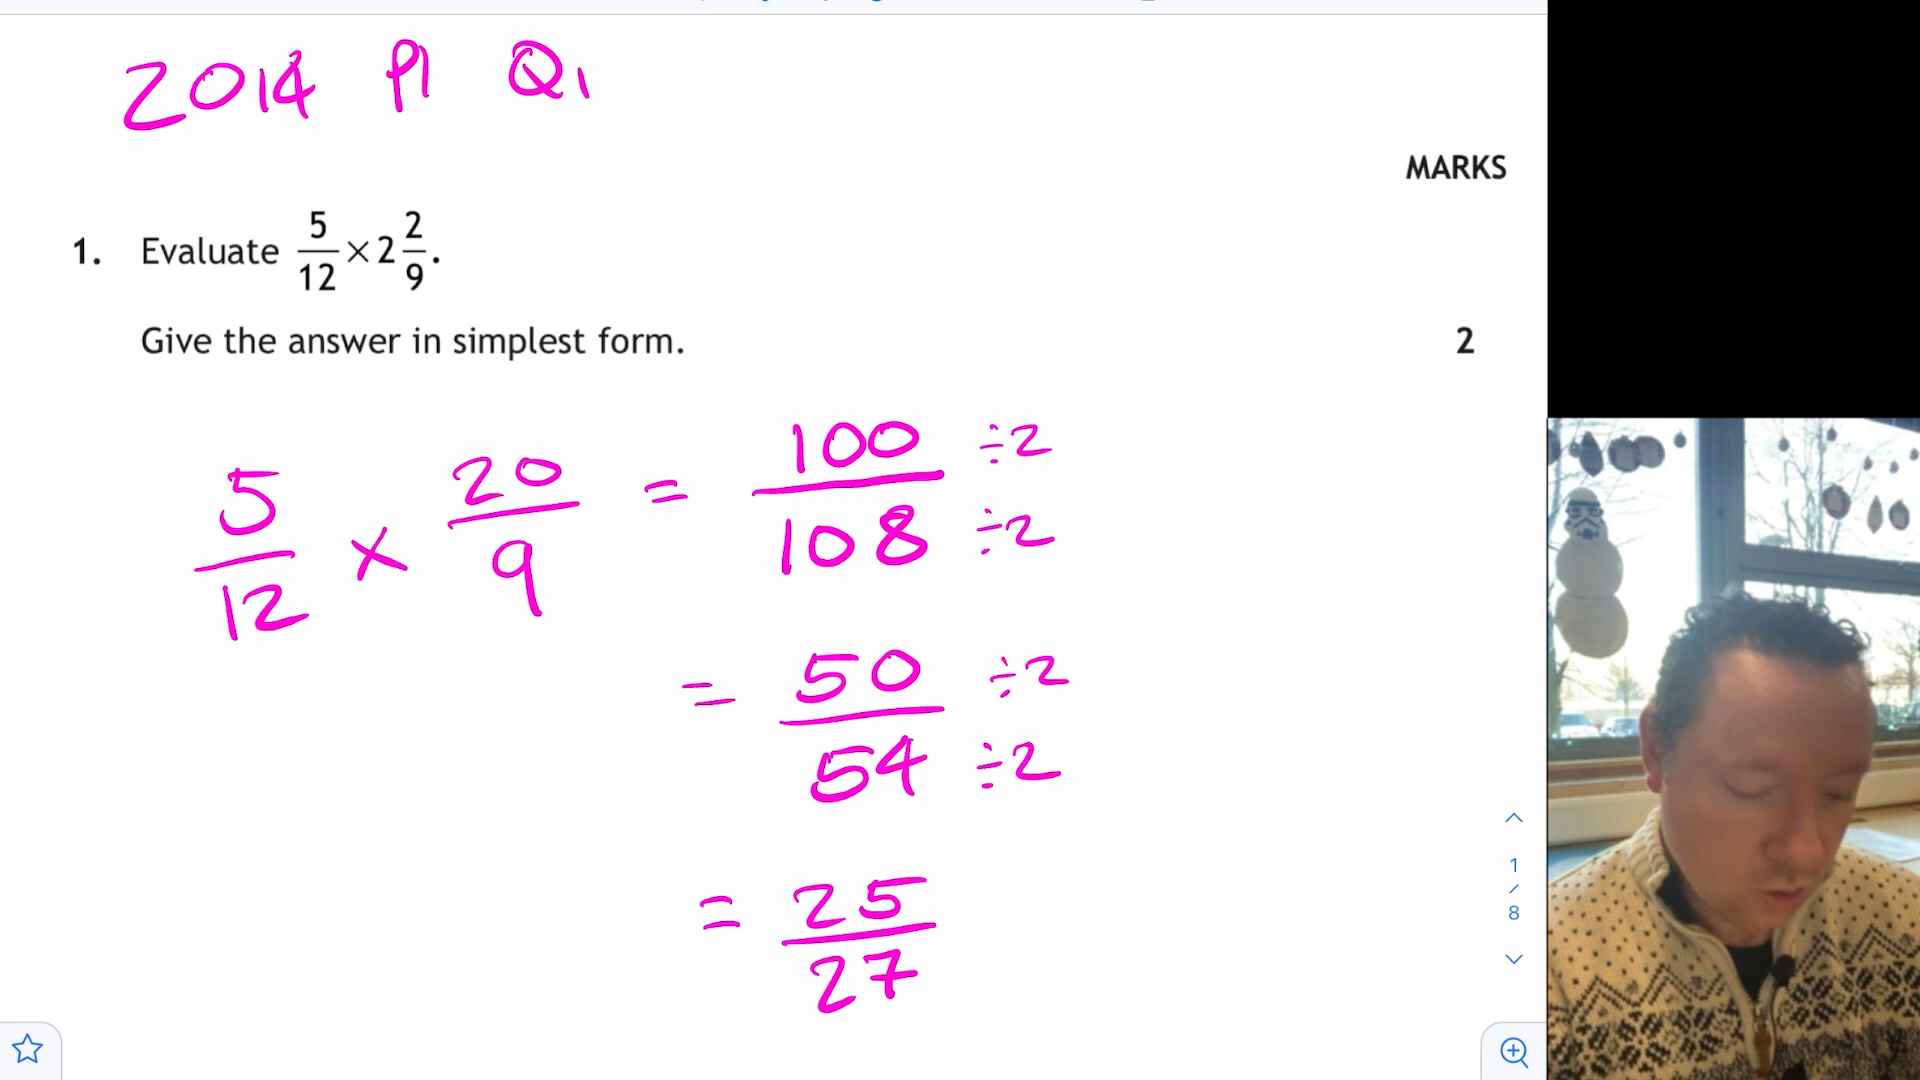 2014 P1 Q1
MARKS
1. Evaluate 5/12 × 2 2/9.
Give the answer in simplest form. 2
5/12 × 20/9 = 100/108 ÷2 ÷2
= 50/54 ÷2 ÷2
= 25/27
1
/
8